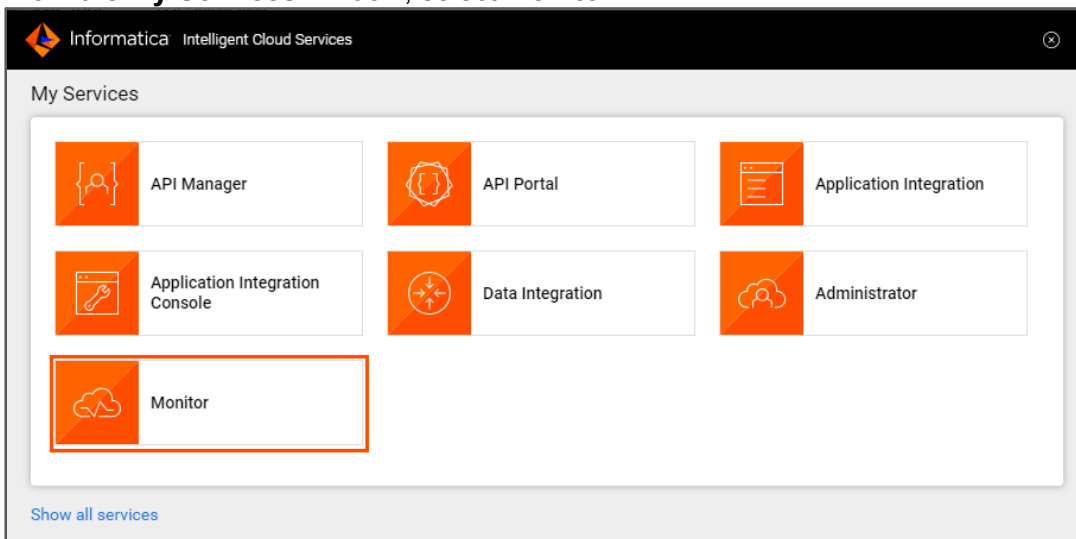 Informatica Intelligent Cloud Services
My Services
API Manager
API Portal
Application Integration
Application Integration
Console
Data Integration
Administrator
Monitor
Show all services